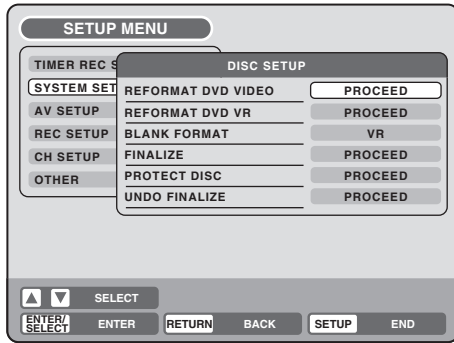 SETUP MENU
TIMER REC S
DISC SETUP
SYSTEM SET
REFORMAT DVD VIDEO PROCEED
AV SETUP
REFORMAT DVD VR PROCEED
REC SETUP
BLANK FORMAT VR
CH SETUP
FINALIZE PROCEED
OTHER
PROTECT DISC PROCEED
UNDO FINALIZE PROCEED
SELECT
ENTER/SELECT ENTER RETURN BACK SETUP END